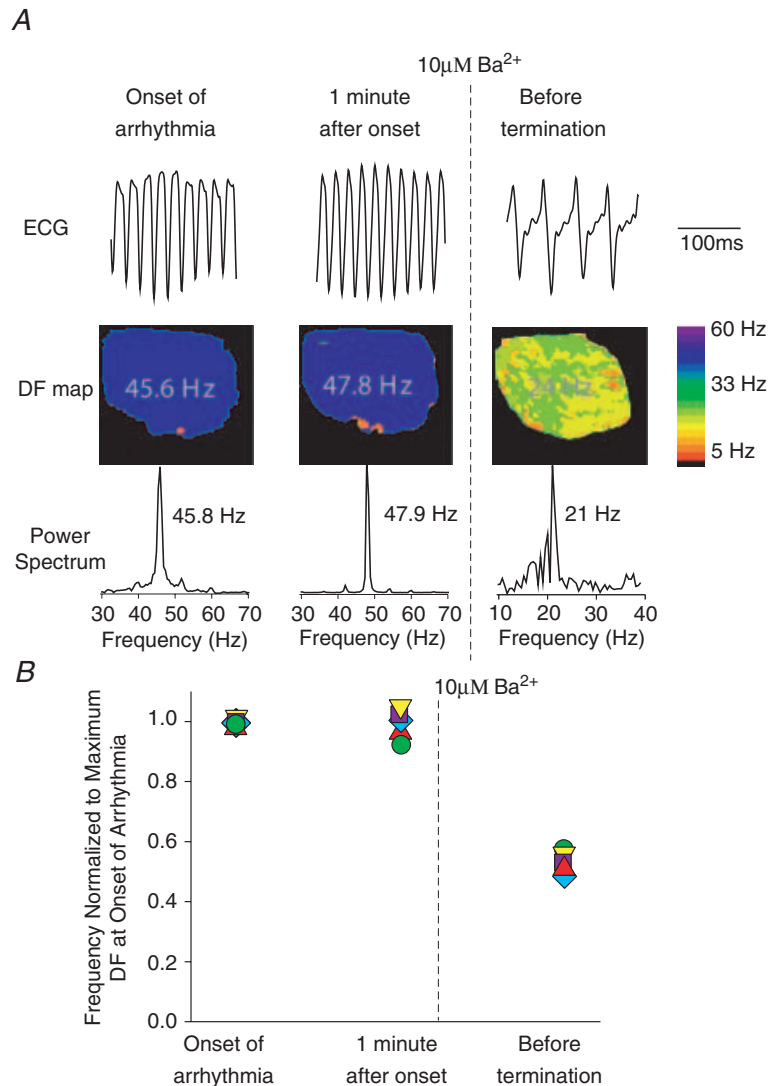 A
10μM Ba²⁺
Onset of
arrhythmia
1 minute
after onset
Before
termination
ECG
100ms
DF map
45.6 Hz
47.8 Hz
24 Hz
60 Hz
33 Hz
5 Hz
Power
Spectrum
45.8 Hz
47.9 Hz
21 Hz
30 40 50 60 70
30 40 50 60 70
10 20 30 40
Frequency (Hz)
Frequency (Hz)
Frequency (Hz)
B
10μM Ba²⁺
Frequency Normalized to Maximum
DF at Onset of Arrhythmia
1.0
0.8
0.6
0.4
0.2
0.0
Onset of
arrhythmia
1 minute
after onset
Before
termination